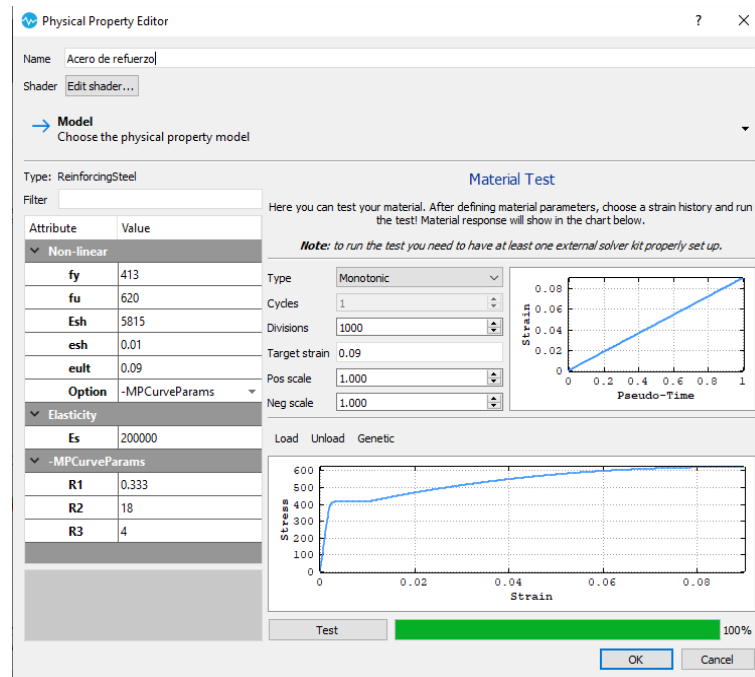 Physical Property Editor ? ×
Name Acero de refuerzo
Shader Edit shader...
Model
Choose the physical property model
Type: ReinforcingSteel
Filter
Attribute Value
Non-linear
fy 413
fu 620
Esh 5815
esh 0.01
eult 0.09
Option -MPCurveParams
Elasticity
Es 200000
-MPCurveParams
R1 0.333
R2 18
R3 4
Material Test
Here you can test your material. After defining material parameters, choose a strain history and run
the test! Material response will show in the chart below.
Note: to run the test you need to have at least one external solver kit properly set up.
Type Monotonic
Cycles 1
Divisions 1000
Target strain 0.09
Pos scale 1.000
Neg scale 1.000
Strain
0.08
0.06
0.04
0.02
0
0 0.2 0.4 0.6 0.8 1
Pseudo-Time
Load Unload Genetic
Stress
600
500
400
300
200
100
0
0 0.02 0.04 0.06 0.08
Strain
Test 100%
OK Cancel